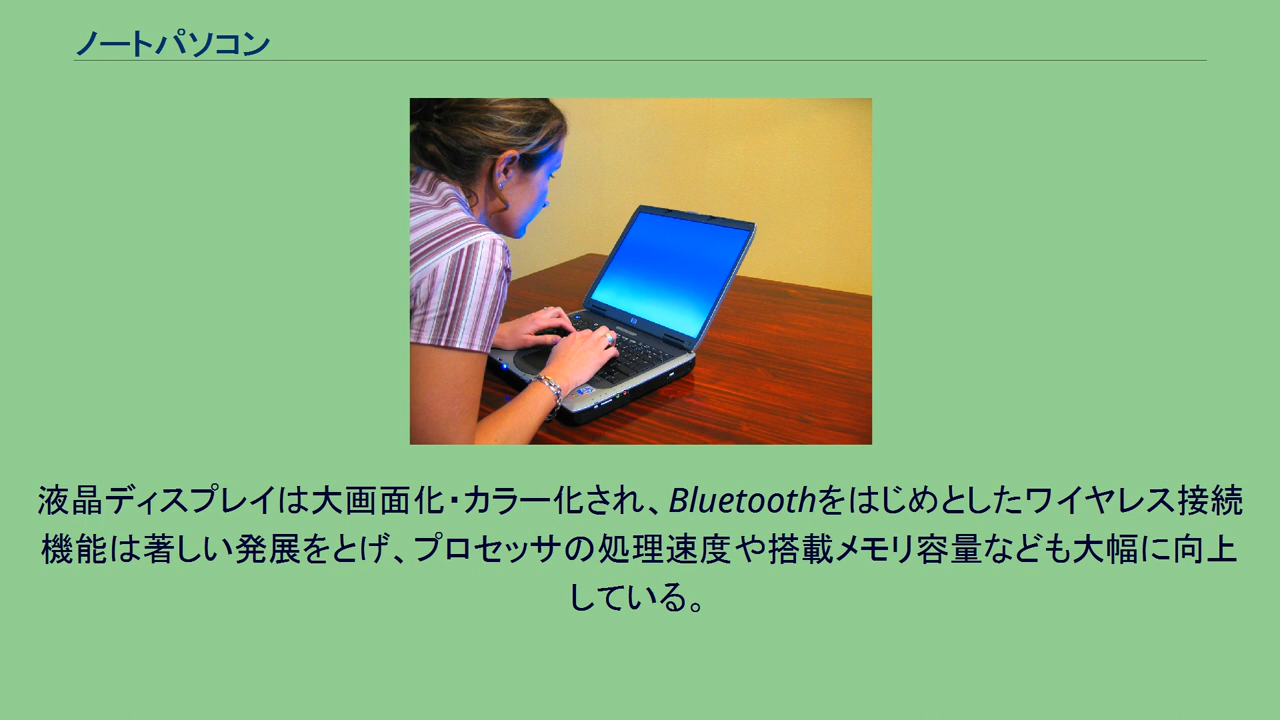 ノートパソコン
液晶ディスプレイは大画面化・カラー化され、Bluetoothをはじめとしたワイヤレス接続
機能は著しい発展をとげ、プロセッサの処理速度や搭載メモリ容量なども大幅に向上
している。